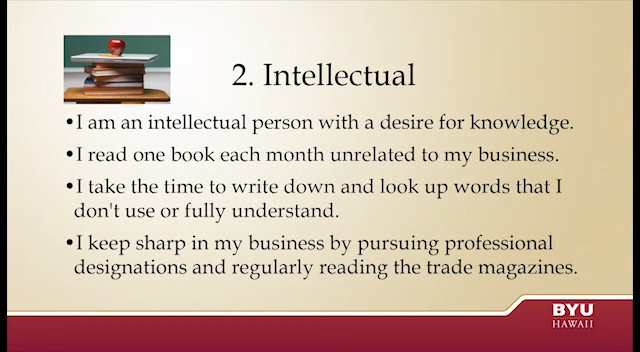 2. Intellectual
•I am an intellectual person with a desire for knowledge.
•I read one book each month unrelated to my business.
•I take the time to write down and look up words that I
don't use or fully understand.
•I keep sharp in my business by pursuing professional
designations and regularly reading the trade magazines.
BYU
HAWAII